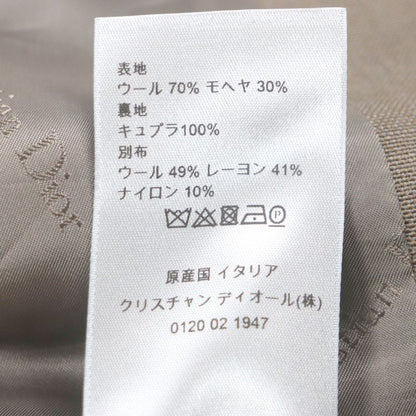 表地
ウール 70% モヘヤ 30%
裏地
キュプラ100%
別布
ウール 49% レーヨン 41%
ナイロン 10%
P
原産国 イタリア
クリスチャン ディオール(株)
0120 02 1947
Dior